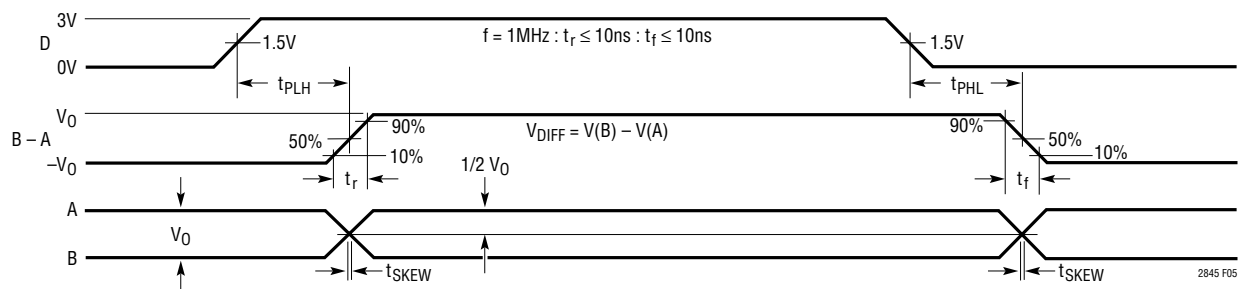 3V
D
1.5V
f = 1MHz : tr ≤ 10ns : tf ≤ 10ns
1.5V
0V
tPLH
tPHL
VO
B – A
50%
90%
VDIFF = V(B) – V(A)
90%
50%
–VO
10%
10%
tr
1/2 VO
tf
A
VO
B
tSKEW
tSKEW
2845 F05